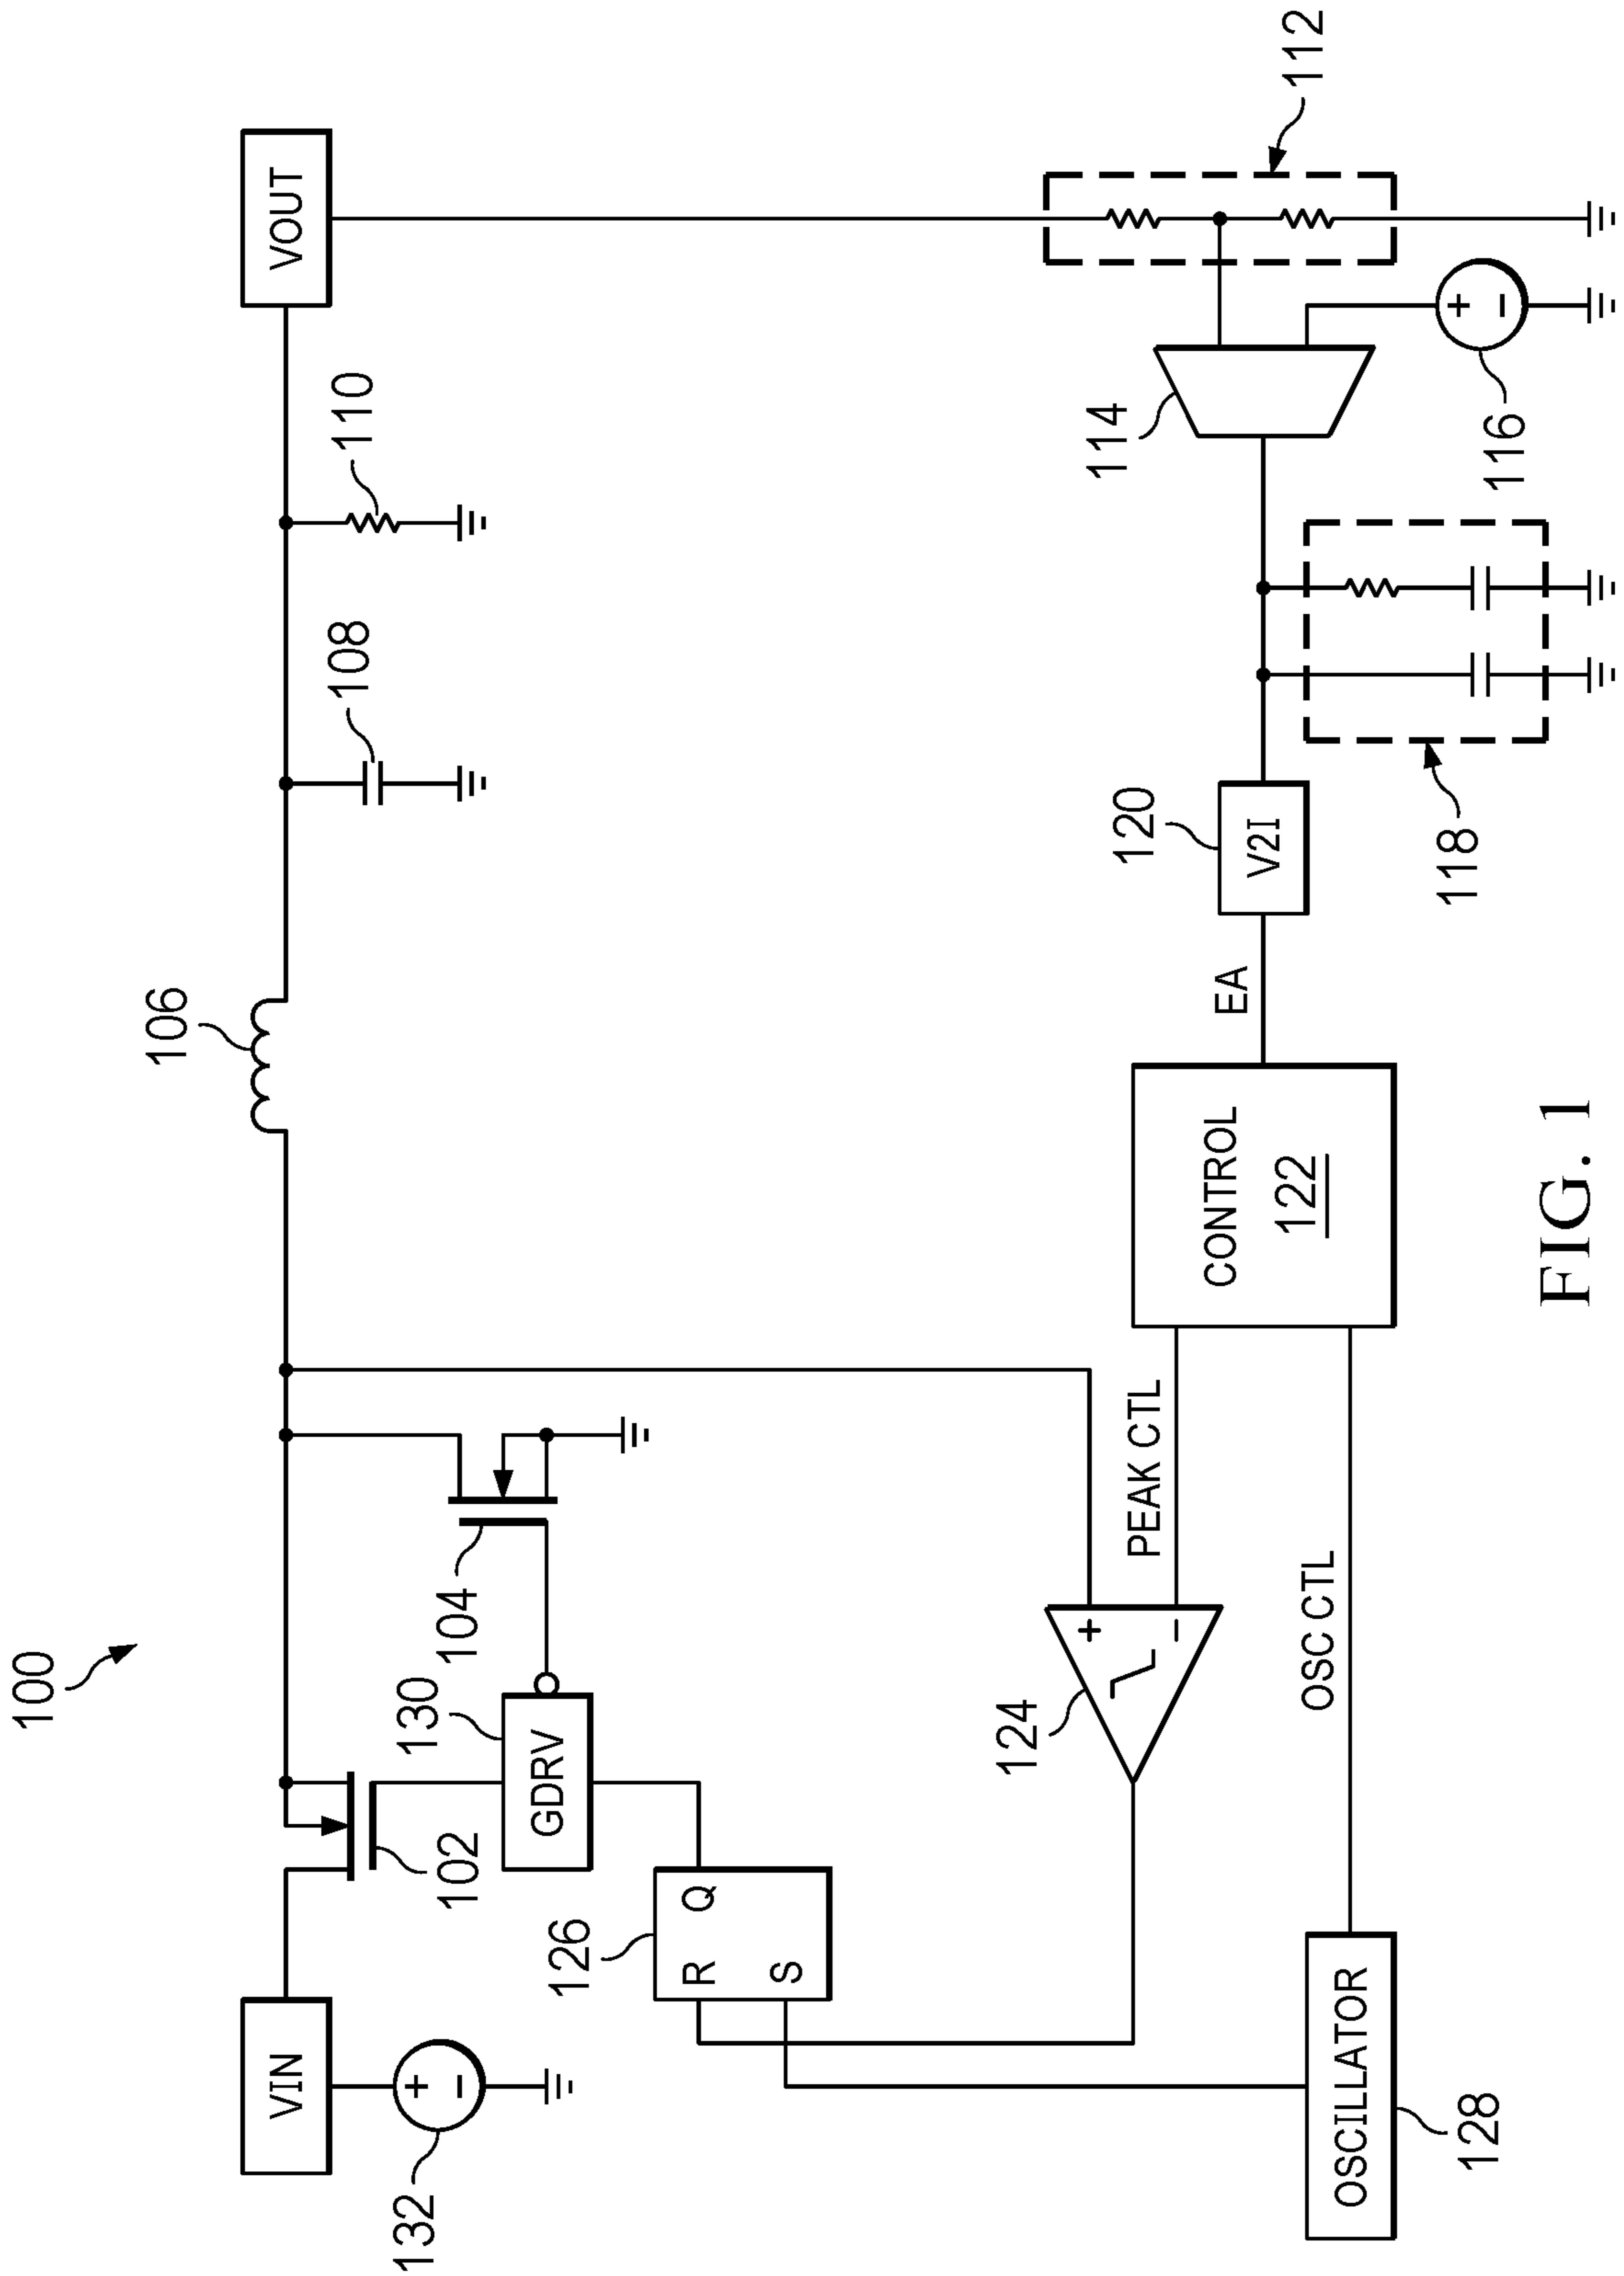 100
106
VIN
VOUT
132
102
130
GDRV
104
108
110
126
R
Q
S
124
+
-
PEAK CTL
CONTROL
122
EA
120
V2I
114
112
OSC CTL
OSCILLATOR
128
118
116
+
-
+
-
FIG. 1